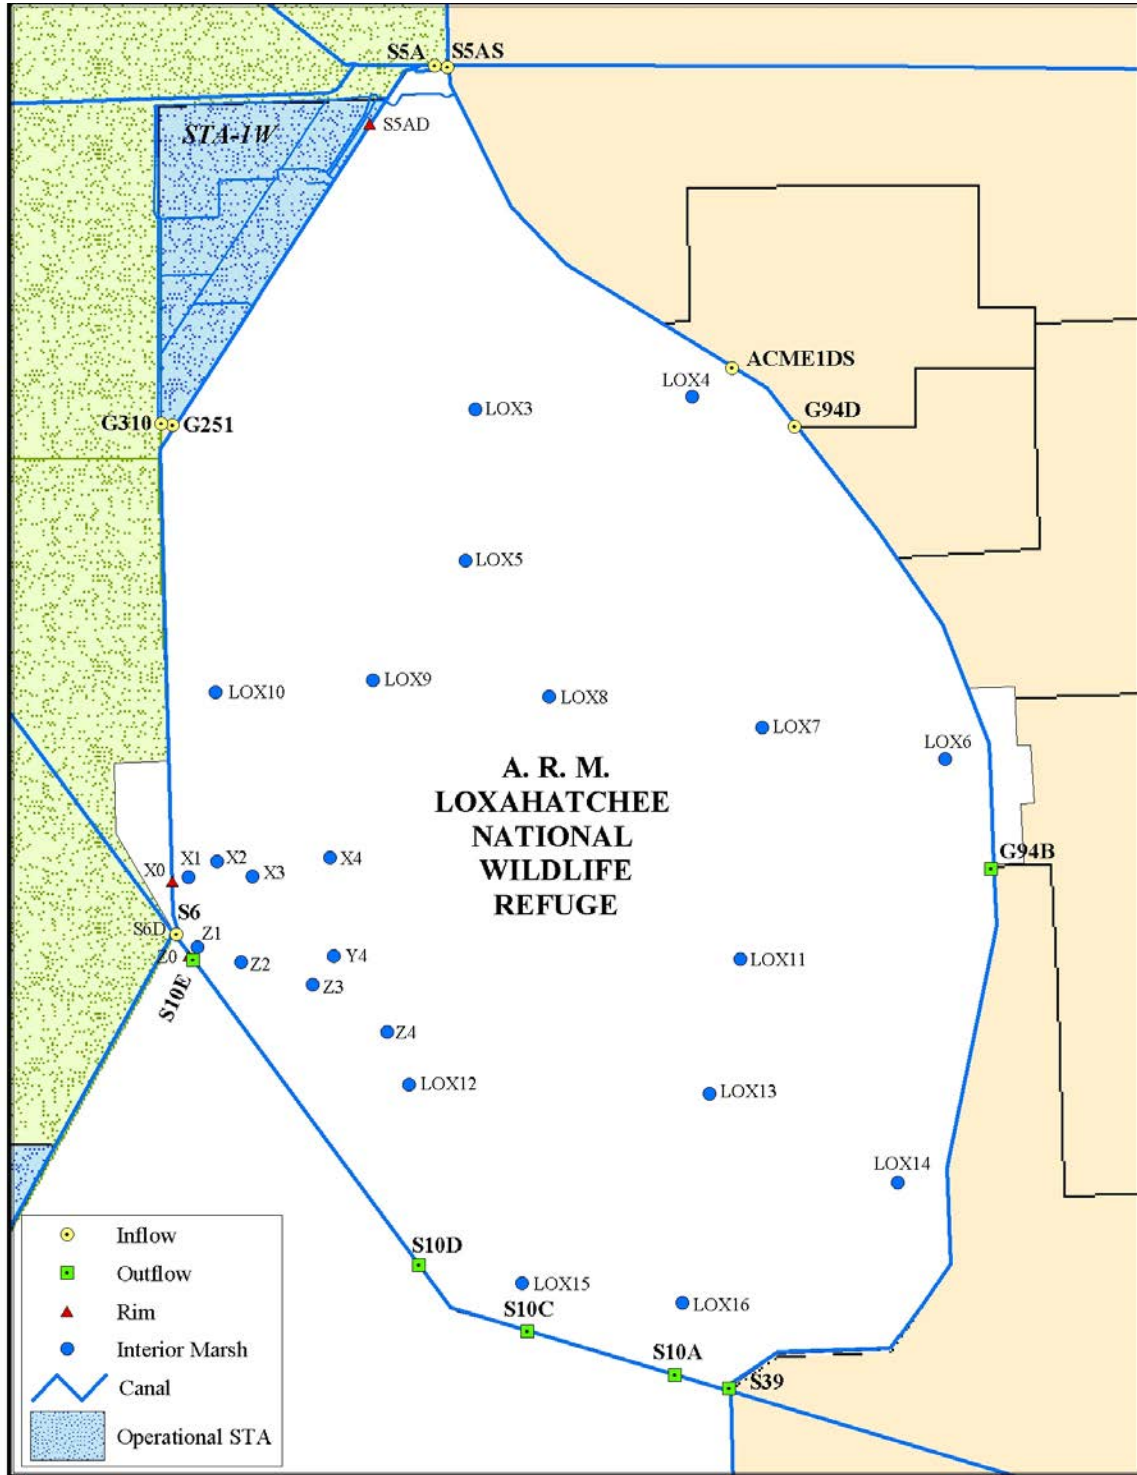 S5A
S5AS
STA-1W
S5AD
ACME1DS
LOX4
LOX3
G94D
G310
G251
LOX5
LOX10
LOX9
LOX8
LOX7
LOX6
A. R. M.
LOXAHATCHEE
NATIONAL
WILDLIFE
REFUGE
X0
X1
X2
X3
X4
G94B
S6
S6D
Z1
Z0
Z2
Y4
Z3
S10E
LOX11
Z4
LOX12
LOX13
LOX14
S10D
LOX15
S10C
LOX16
S10A
S39
Inflow
Outflow
Rim
Interior Marsh
Canal
Operational STA